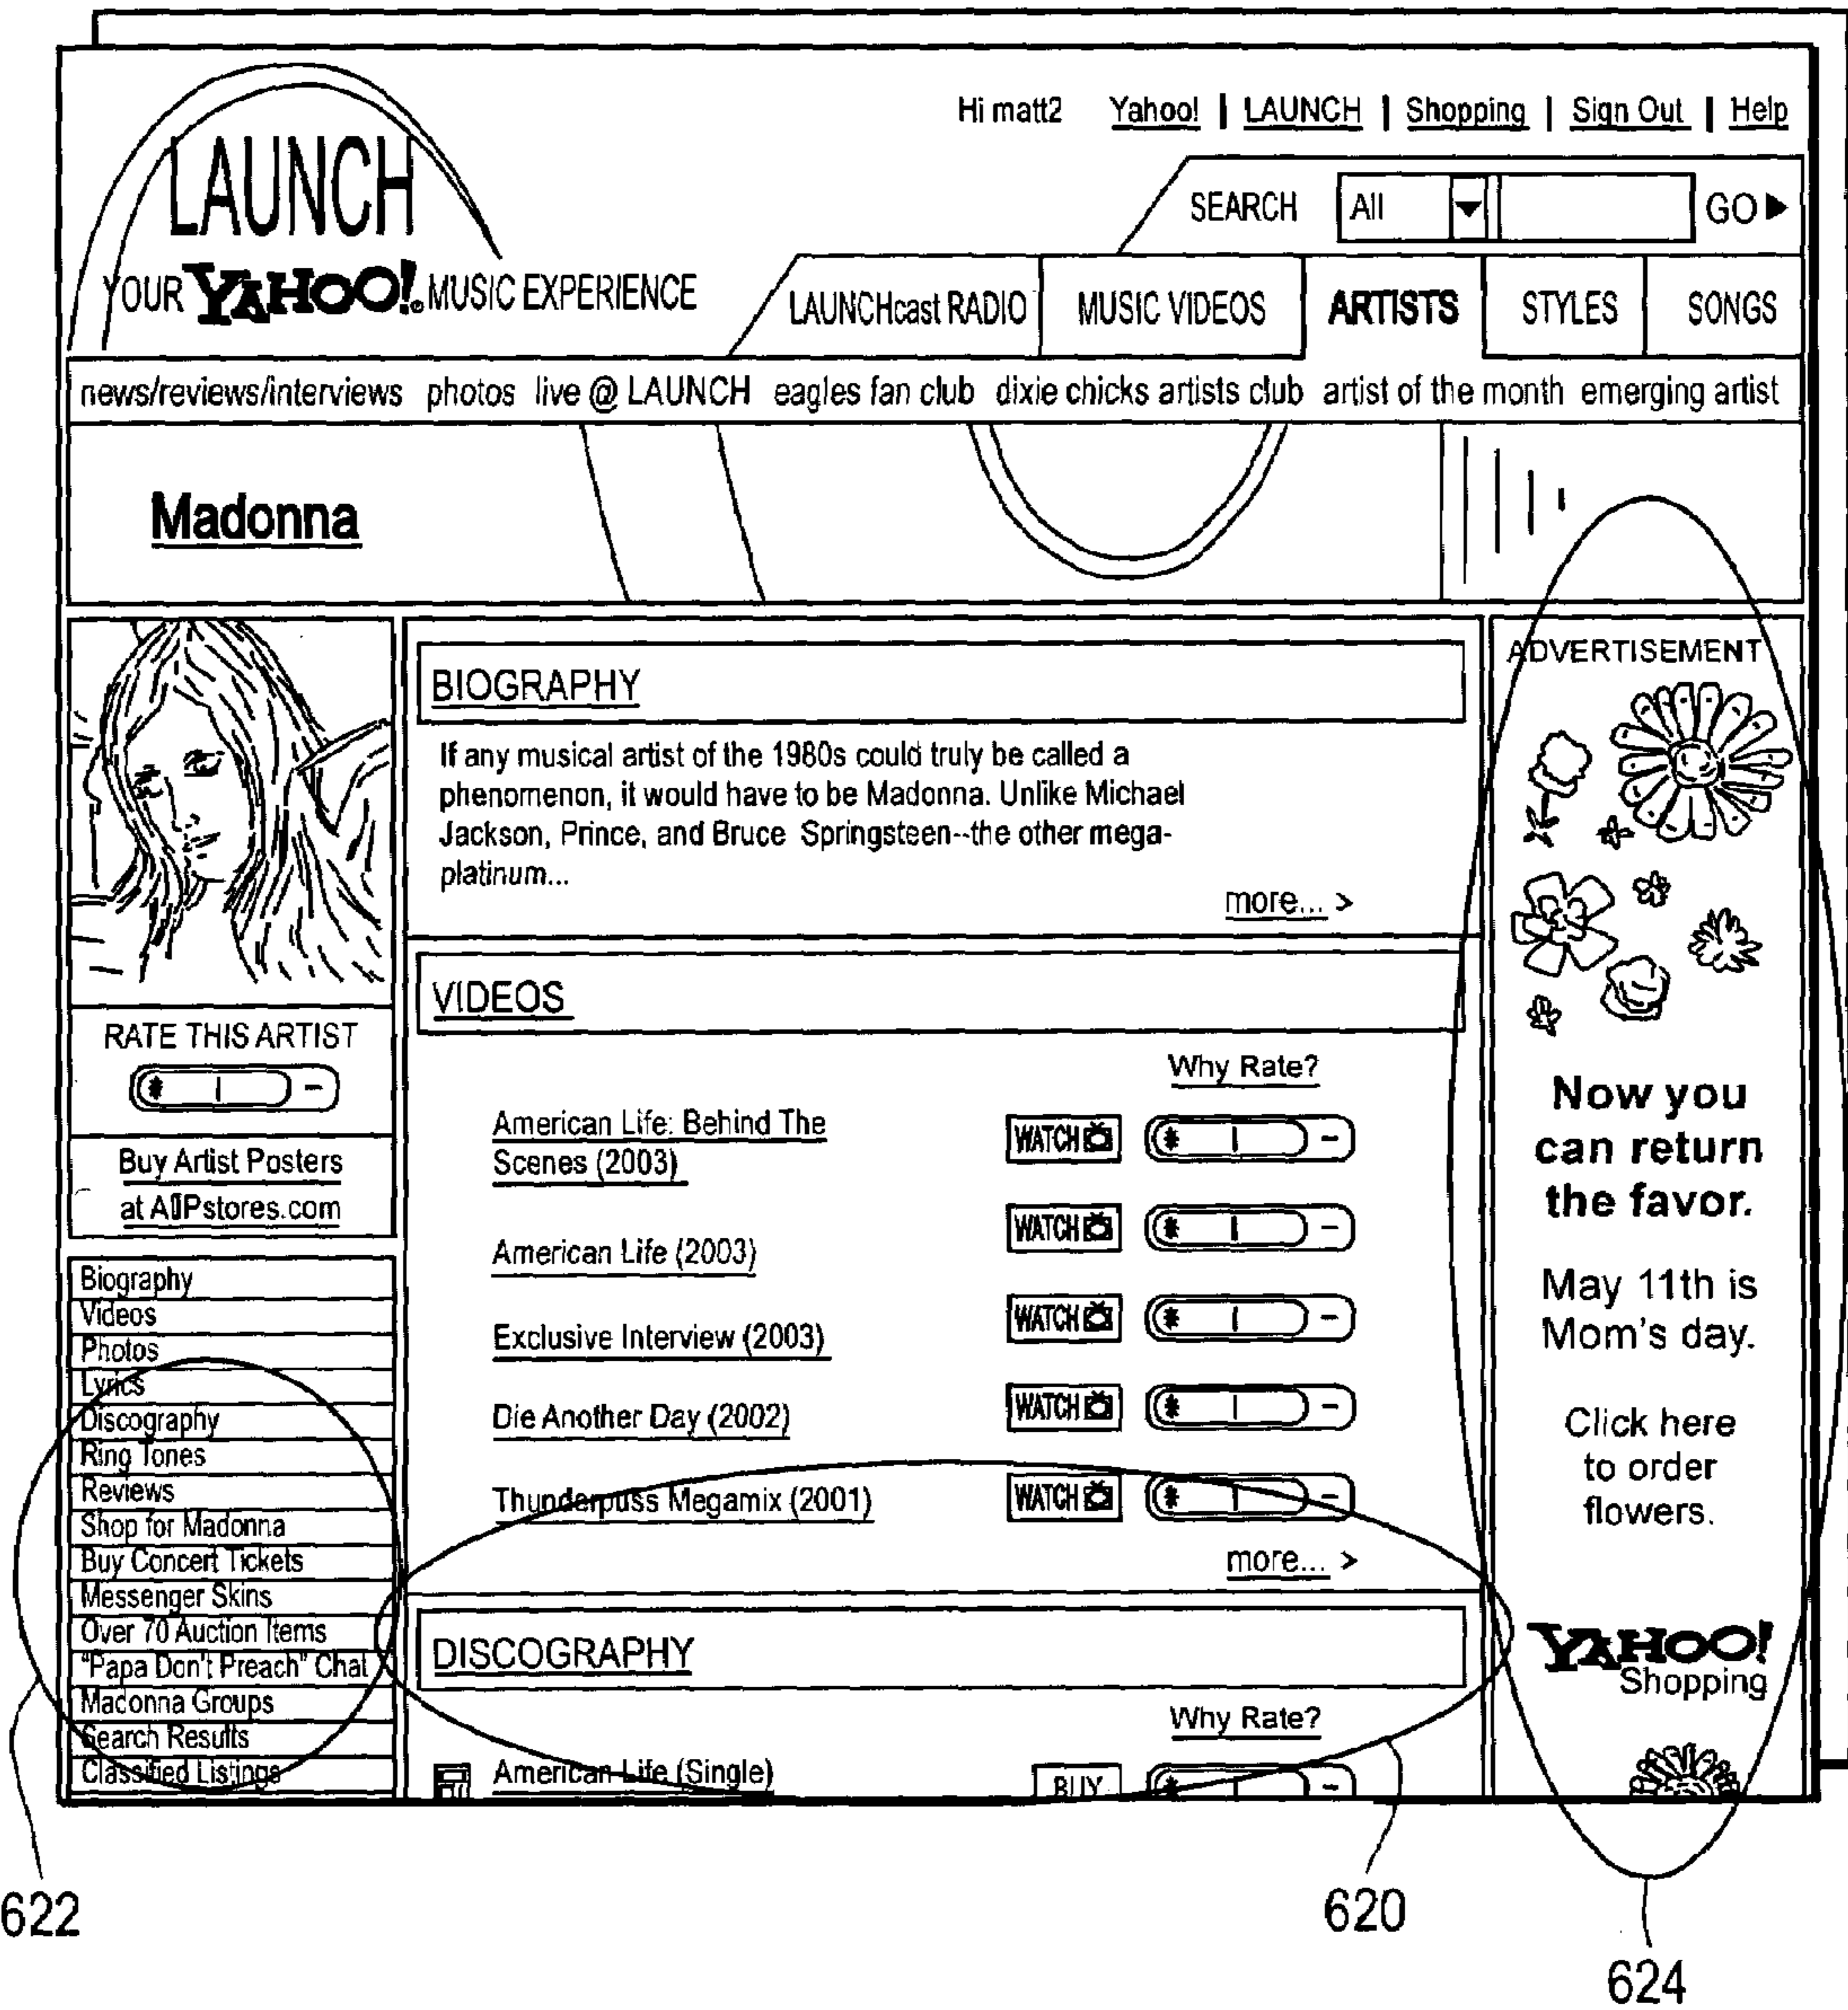 Hi matt2 Yahoo! | LAUNCH | Shopping | Sign Out | Help
LAUNCH
SEARCH All GO
YOUR YAHOO!® MUSIC EXPERIENCE
LAUNCHcast RADIO MUSIC VIDEOS ARTISTS STYLES SONGS
news/reviews/interviews photos live @ LAUNCH eagles fan club dixie chicks artists club artist of the month emerging artist
Madonna
RATE THIS ARTIST
* | -
Buy Artist Posters
at AllPstores.com
Biography
Videos
Photos
Lyrics
Discography
Ring Tones
Reviews
Shop for Madonna
Buy Concert Tickets
Messenger Skins
Over 70 Auction Items
"Papa Don't Preach" Chat
Madonna Groups
Search Results
Classified Listings
BIOGRAPHY
If any musical artist of the 1980s could truly be called a
phenomenon, it would have to be Madonna. Unlike Michael
Jackson, Prince, and Bruce Springsteen--the other mega-
platinum...
more... >
VIDEOS
Why Rate?
American Life: Behind The
Scenes (2003) WATCH * | -
American Life (2003) WATCH * | -
Exclusive Interview (2003) WATCH * | -
Die Another Day (2002) WATCH * | -
Thunderpuss Megamix (2001) WATCH * | -
more... >
DISCOGRAPHY
Why Rate?
American Life (Single) BUY * | -
ADVERTISEMENT
Now you
can return
the favor.
May 11th is
Mom's day.
Click here
to order
flowers.
YAHOO!
Shopping
622
620
624